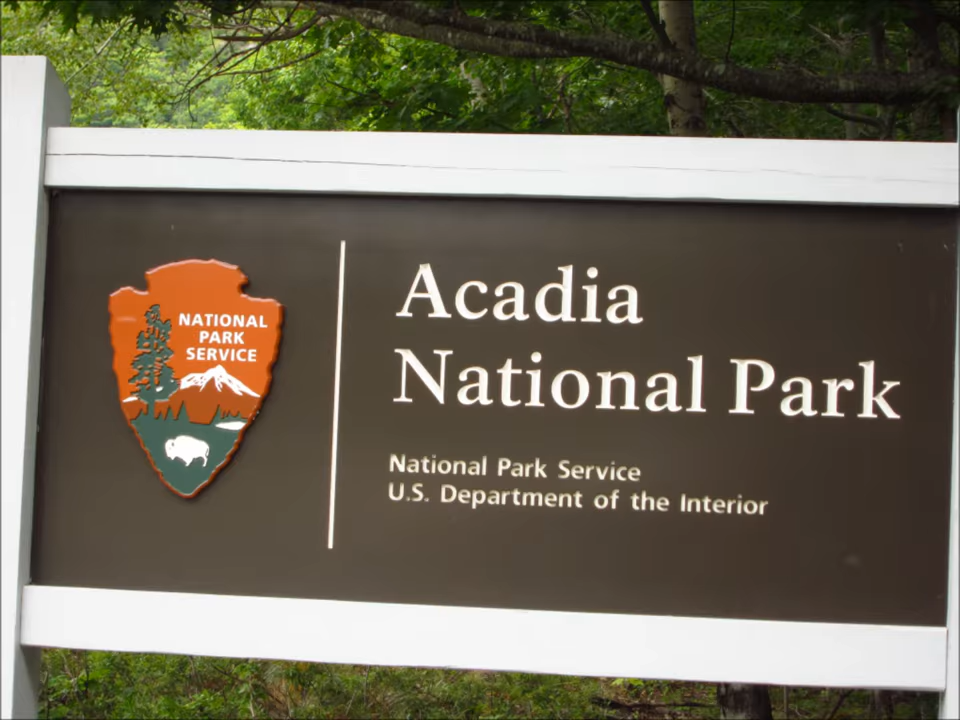 NATIONAL
PARK
SERVICE
Acadia
National Park
National Park Service
U.S. Department of the Interior